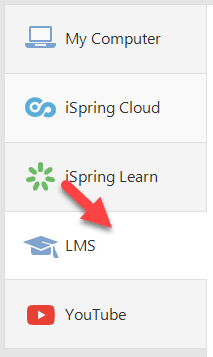 My Computer
iSpring Cloud
iSpring Learn
LMS
YouTube